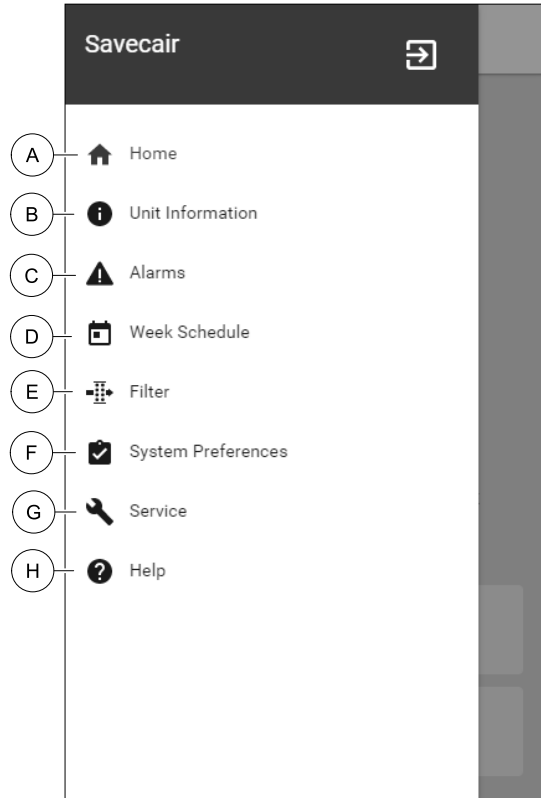 Savecair
A Home
B Unit Information
C Alarms
D Week Schedule
E Filter
F System Preferences
G Service
H Help